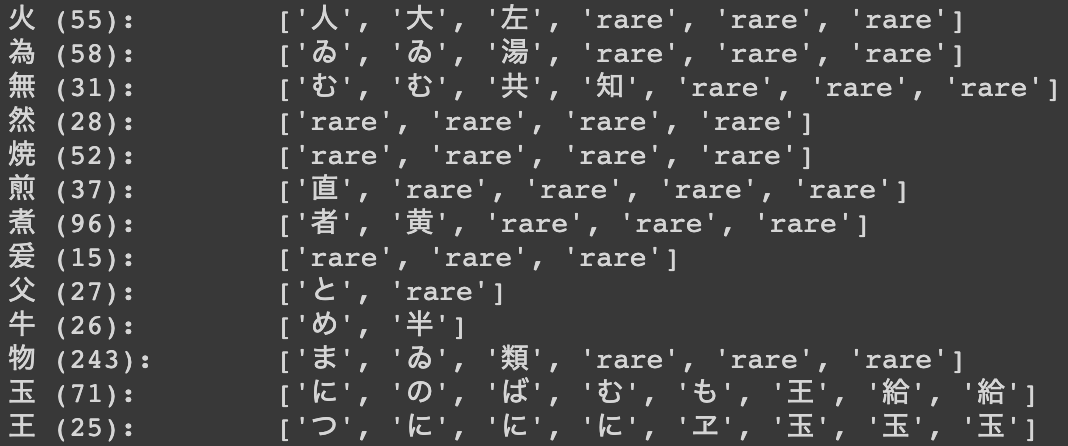 火 (55): ['人', '大', '左', 'rare', 'rare', 'rare']
為 (58): ['ゐ', 'ゐ', '湯', 'rare', 'rare', 'rare']
無 (31): ['む', 'む', '共', '知', 'rare', 'rare', 'rare']
然 (28): ['rare', 'rare', 'rare', 'rare']
焼 (52): ['rare', 'rare', 'rare', 'rare']
煎 (37): ['直', 'rare', 'rare', 'rare', 'rare']
煮 (96): ['者', '黄', 'rare', 'rare', 'rare']
爰 (15): ['rare', 'rare', 'rare']
父 (27): ['と', 'rare']
牛 (26): ['め', '半']
物 (243): ['ま', 'ゐ', '類', 'rare', 'rare', 'rare']
玉 (71): ['に', 'の', 'ば', 'む', 'も', '王', '給', '給']
王 (25): ['つ', 'に', 'に', 'に', 'ヱ', '玉', '玉', '玉']